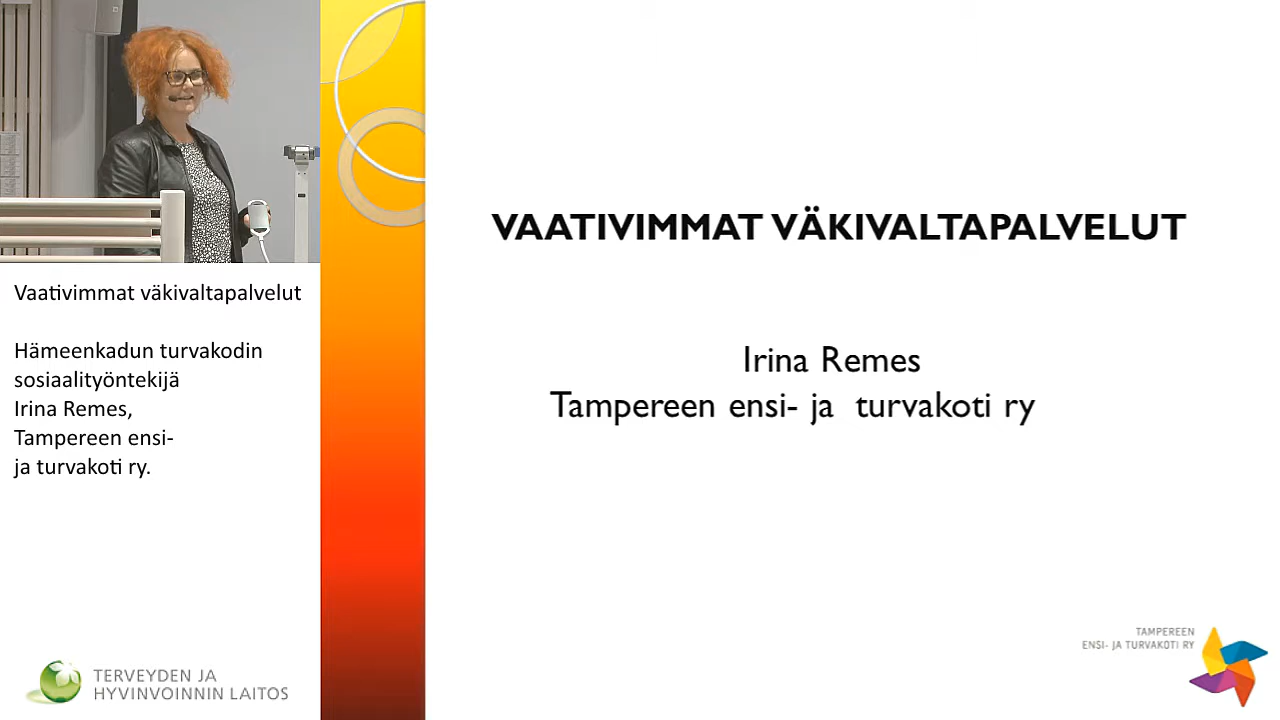 Vaativimmat väkivaltapalvelut
Hämeenkadun turvakodin
sosiaalityöntekijä
Irina Remes,
Tampereen ensi-
ja turvakoti ry.
TERVEYDEN JA
HYVINVOINNIN LAITOS
VAATIVIMMAT VÄKIVALTAPALVELUT
Irina Remes
Tampereen ensi- ja turvakoti ry
TAMPEREEN
ENSI- JA TURVAKOTI RY